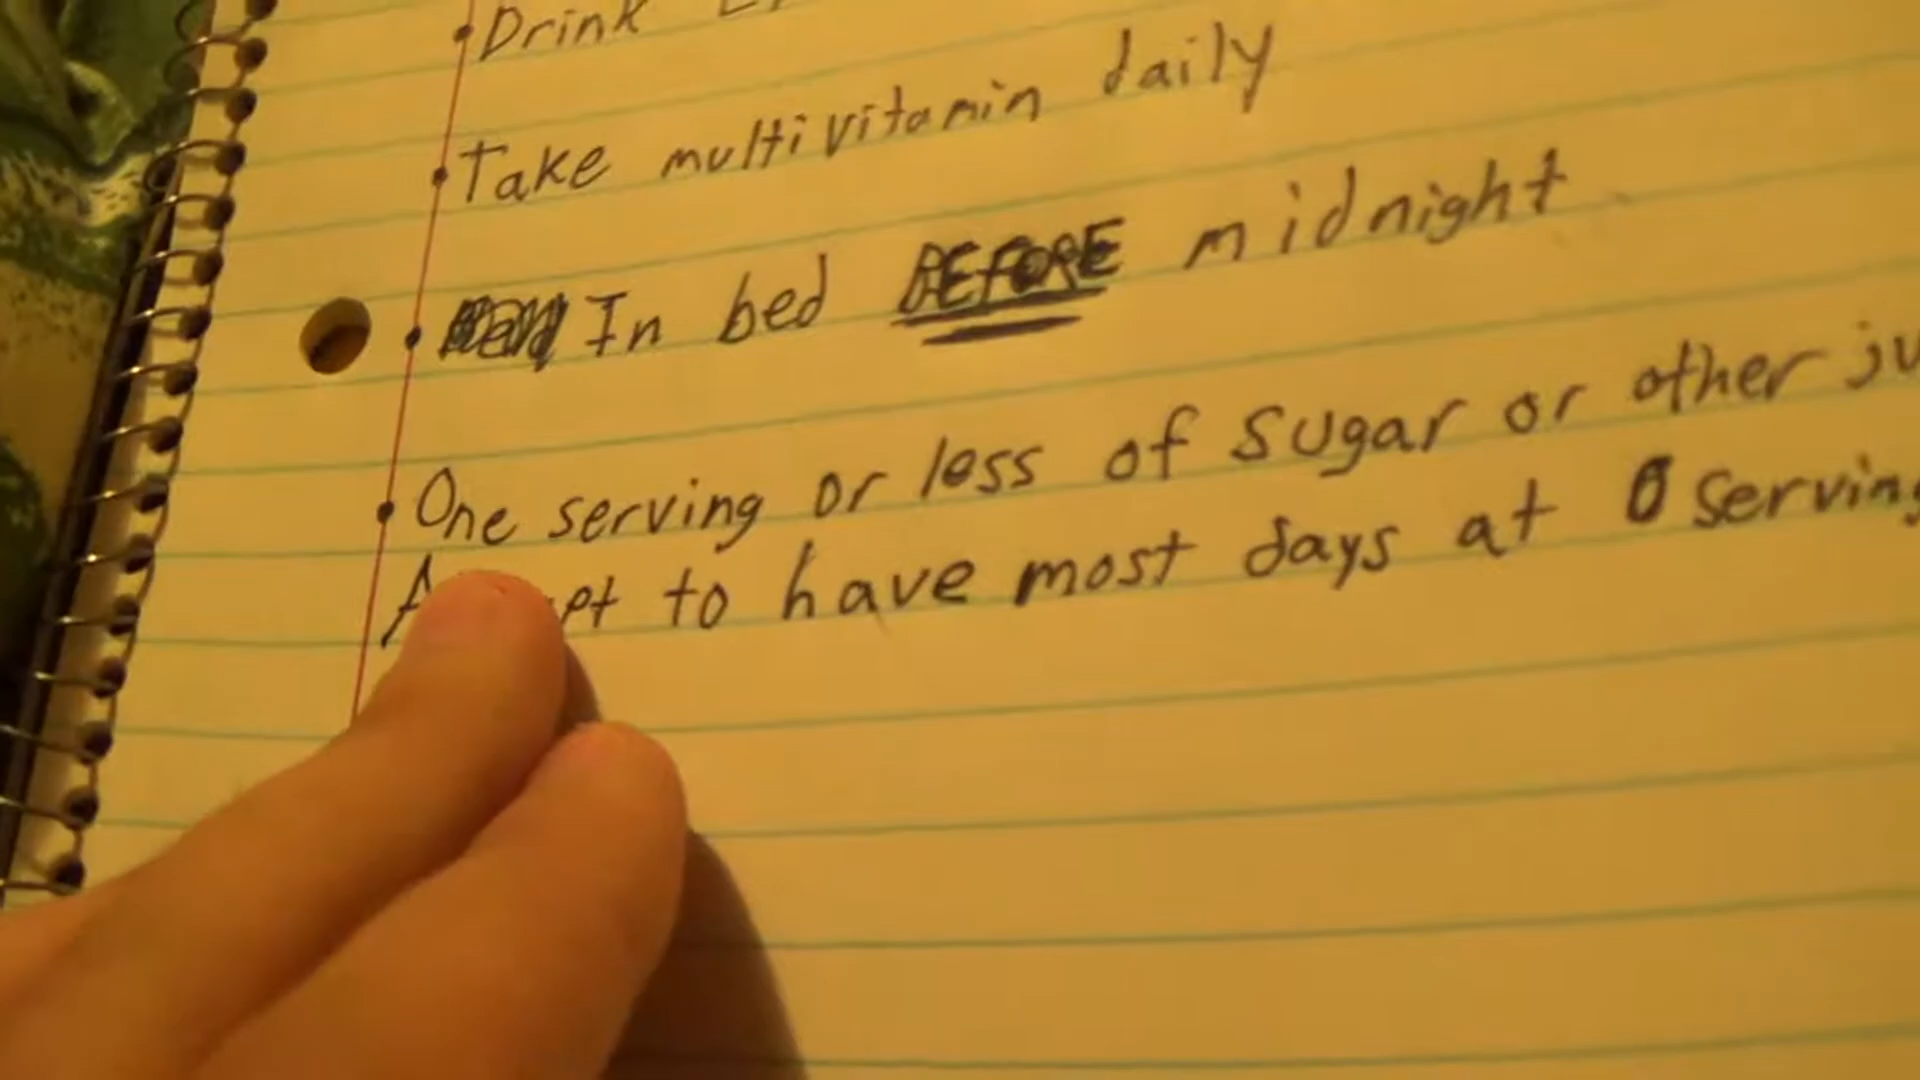 • Drink
• Take multivitamin daily
• In bed BEFORE midnight
• One serving or less of sugar or other
to have most days at 0 serving